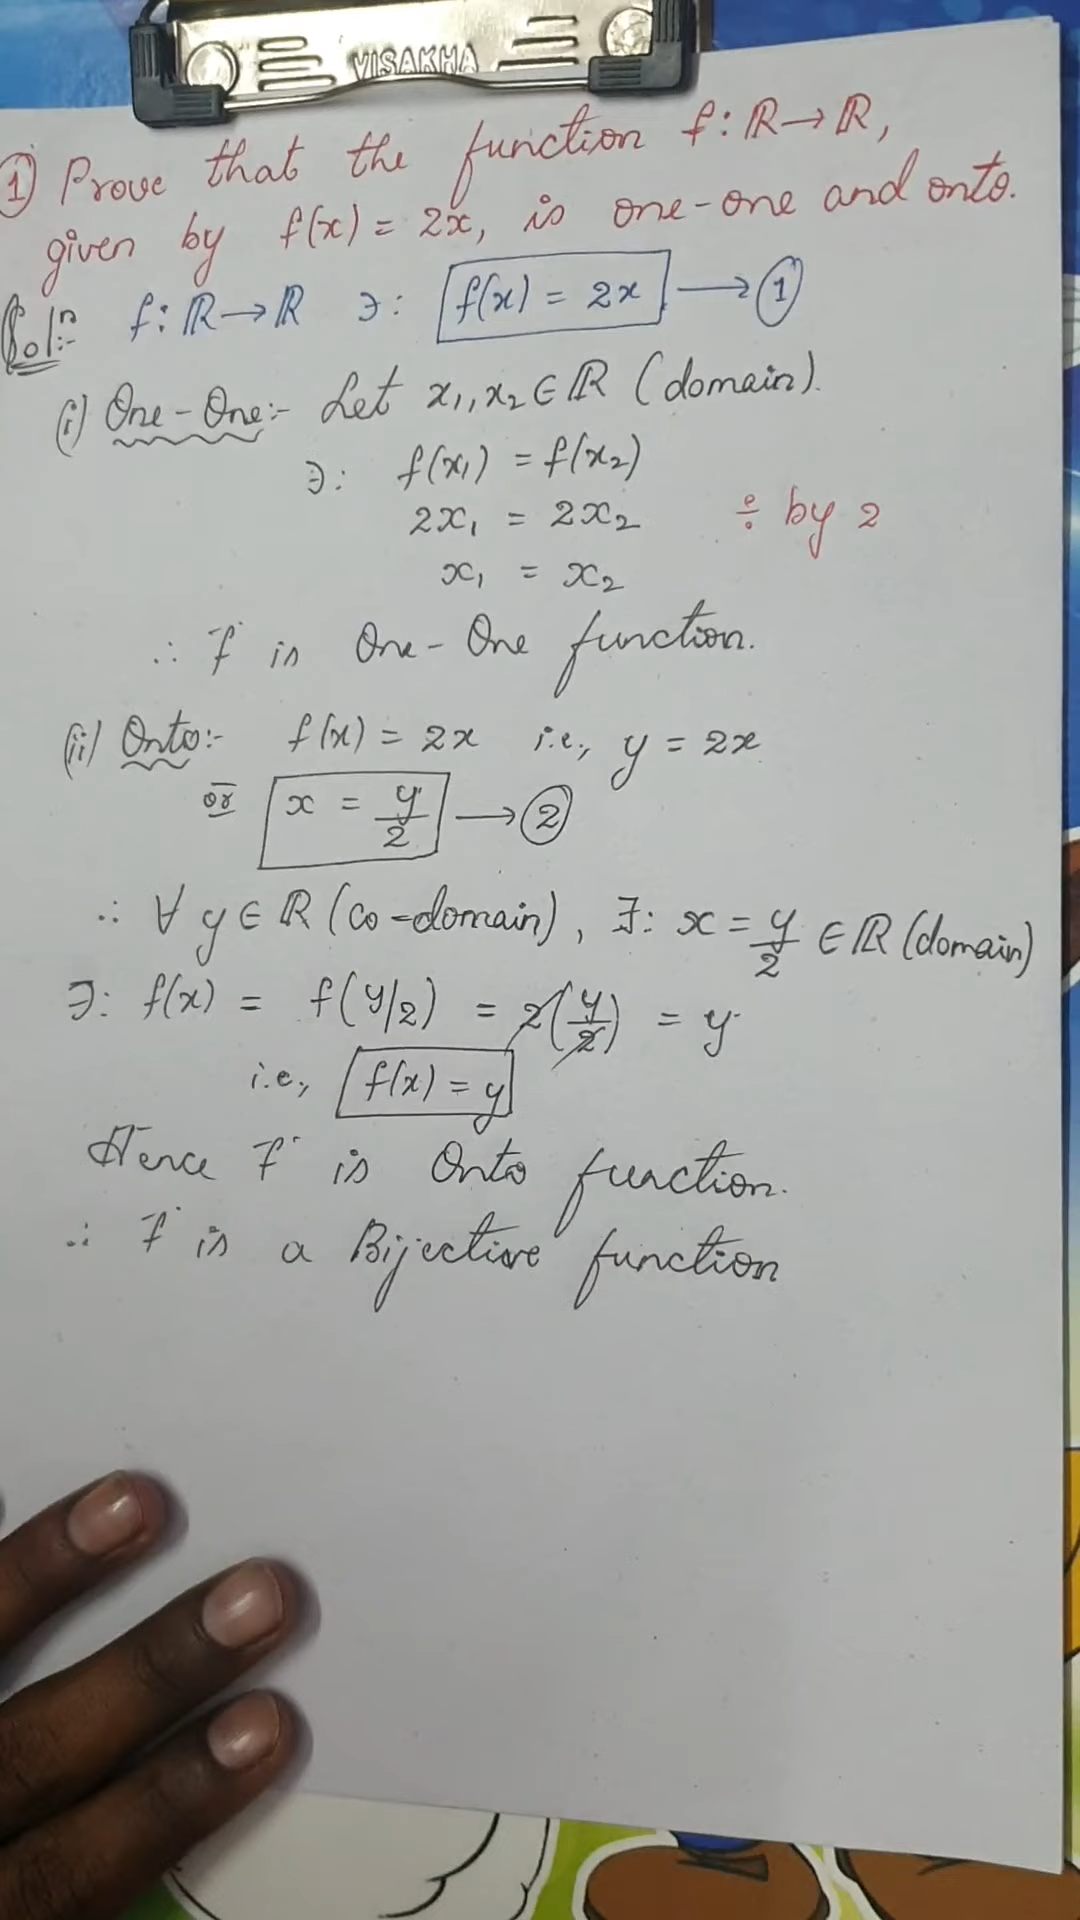 VISAKHA
① Prove that the function f: ℝ→ℝ,
given by f(x) = 2x, is one-one and onto.
Solⁿ:- f: ℝ→ℝ ∋: f(x) = 2x → ①
(i) One-One:- Let x₁, x₂ ∈ ℝ (domain).
∋: f(x₁) = f(x₂)
2x₁ = 2x₂ ÷ by 2
x₁ = x₂
∴ 'f' is One-One function.
(ii) Onto:- f(x) = 2x i.e., y = 2x
or x = y/2 → ②
∴ ∀ y ∈ ℝ (co-domain), ∃: x = y/2 ∈ ℝ (domain)
∋: f(x) = f(y/2) = 2(y/2) = y
i.e., f(x) = y
Hence 'f' is Onto function.
∴ 'f' is a Bijective function